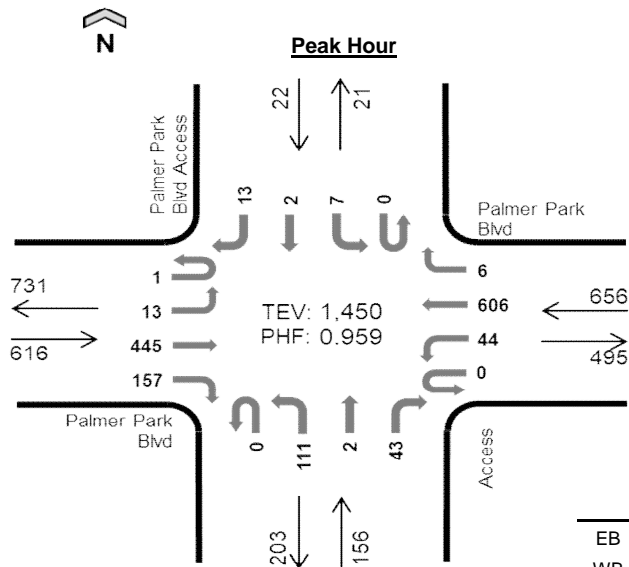 N
Peak Hour
22
21
Palmer Park
Blvd Access
13
2
7
0
Palmer Park
Blvd
1
13
445
157
731
616
TEV: 1,450
PHF: 0.959
6
606
44
0
656
495
Palmer Park
Blvd
0
111
2
43
Access
203
156
EB